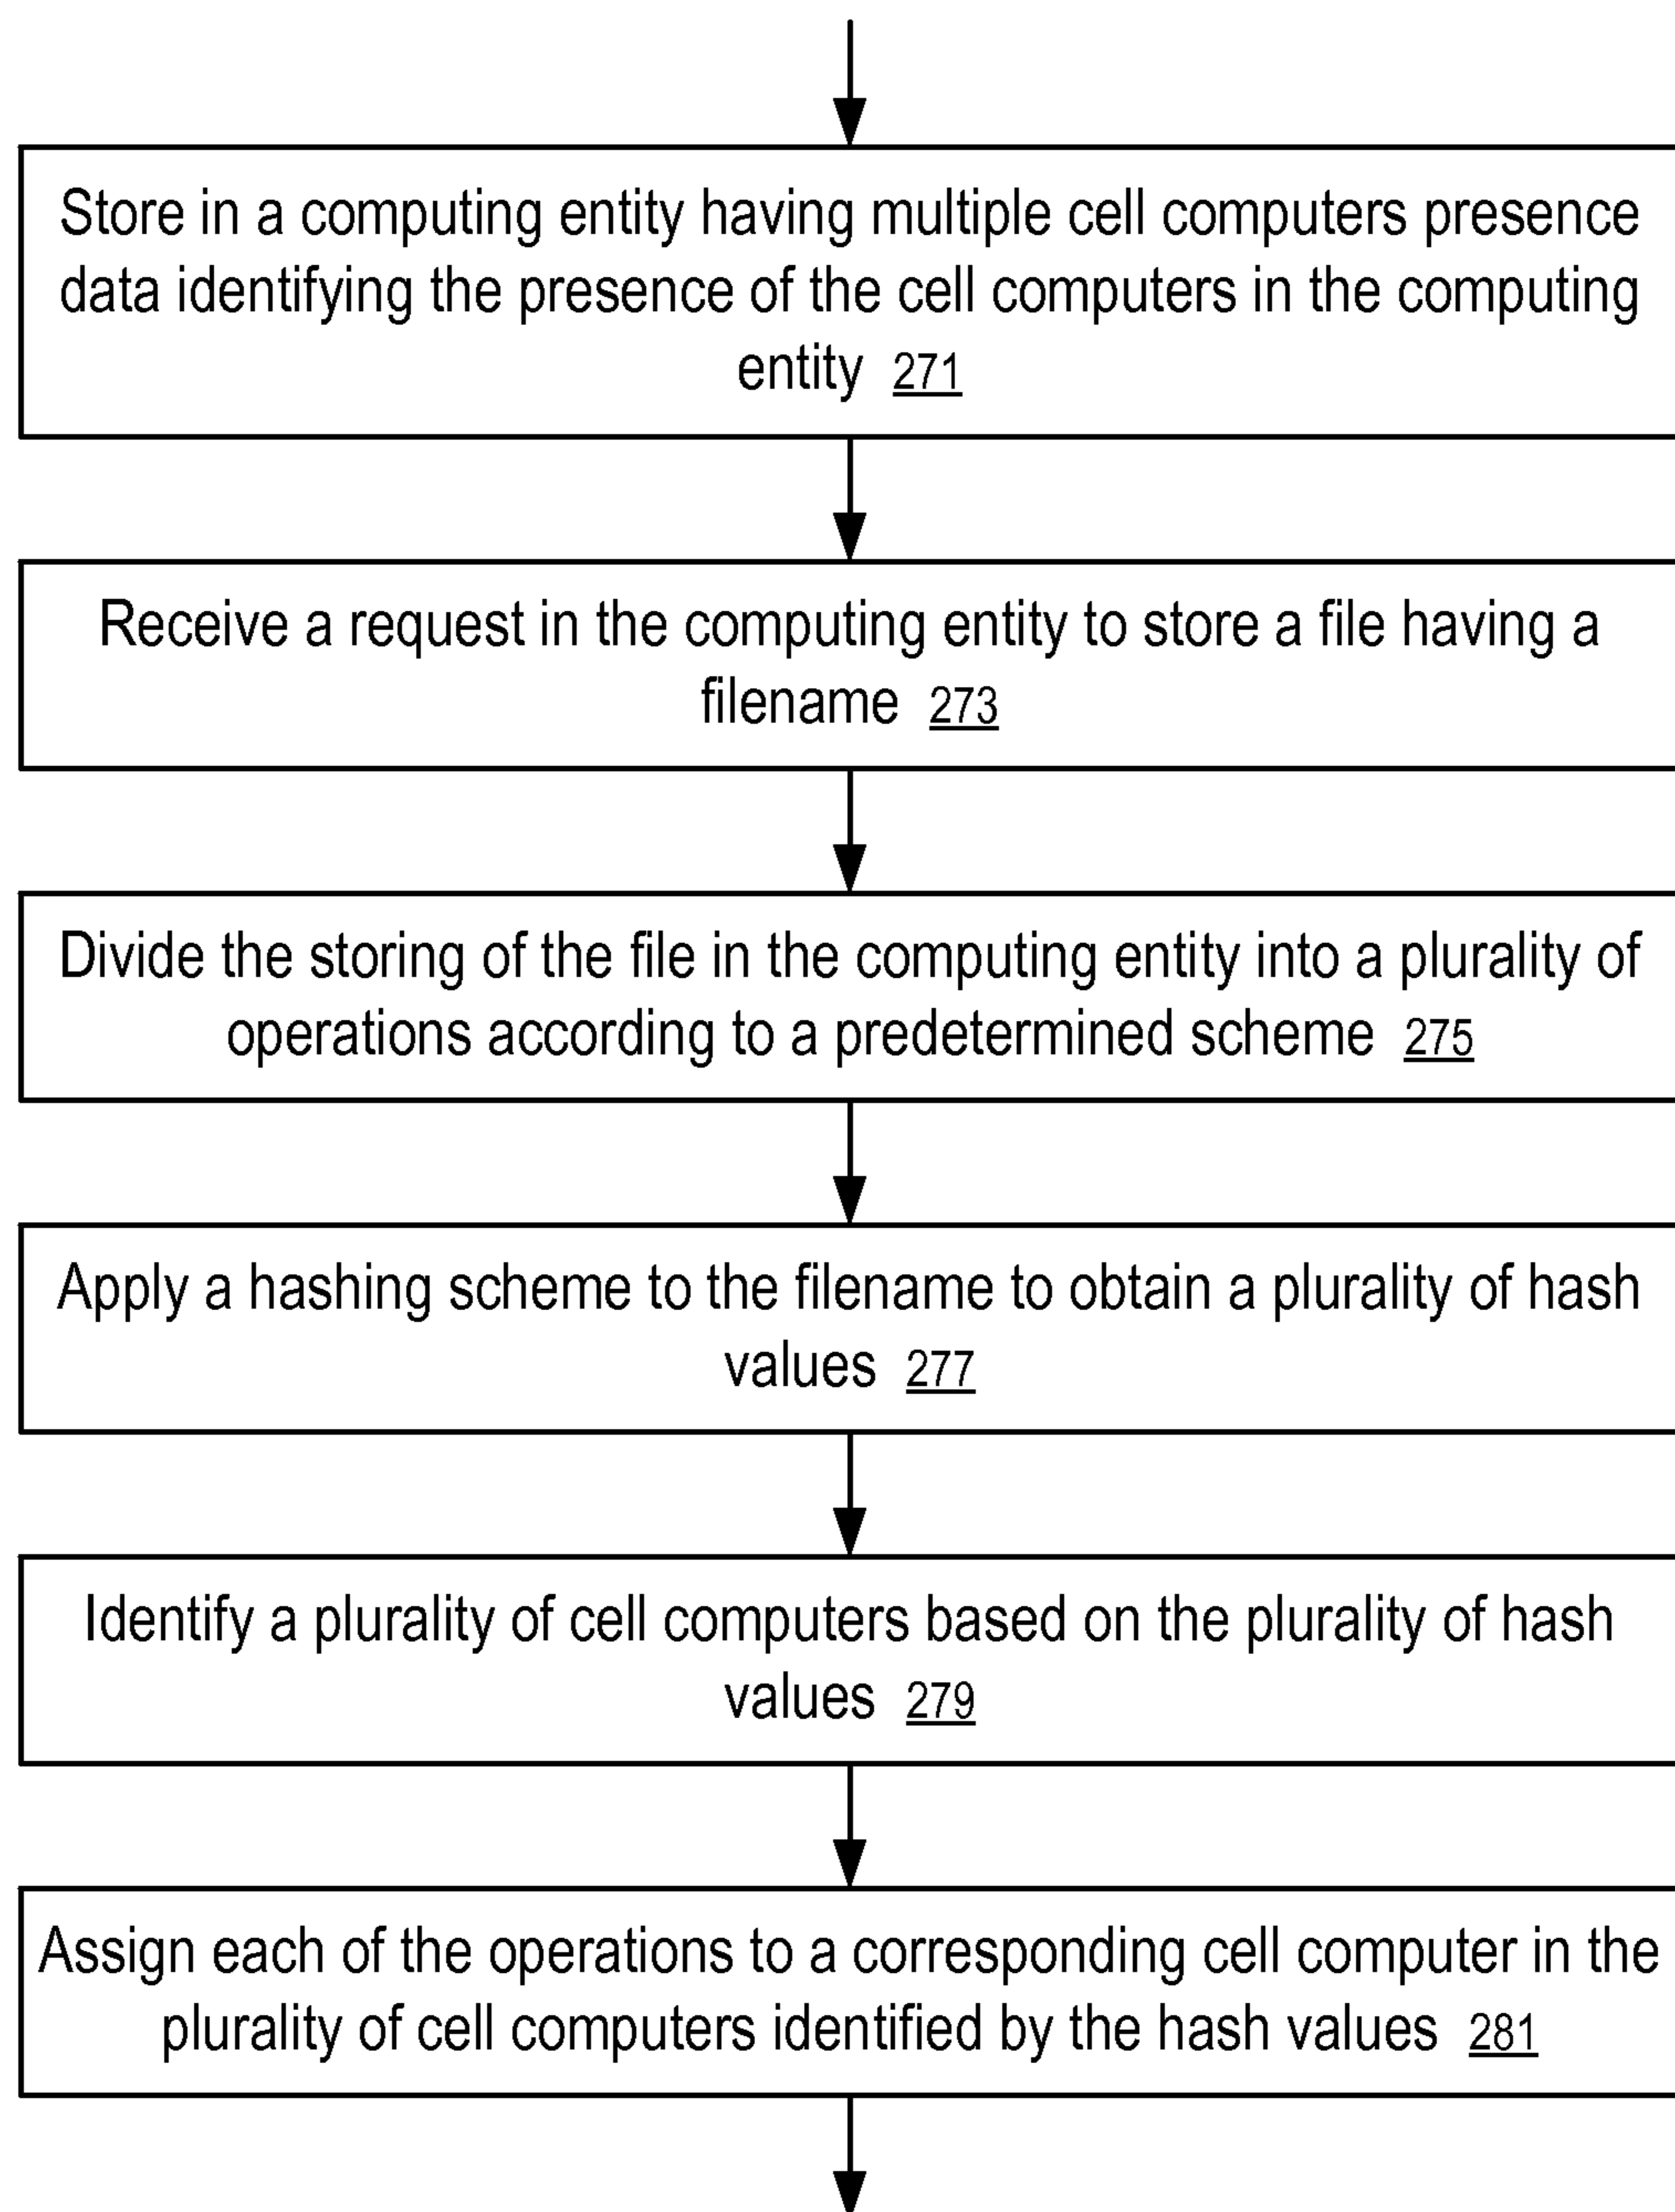 Store in a computing entity having multiple cell computers presence
data identifying the presence of the cell computers in the computing
entity 271
Receive a request in the computing entity to store a file having a
filename 273
Divide the storing of the file in the computing entity into a plurality of
operations according to a predetermined scheme 275
Apply a hashing scheme to the filename to obtain a plurality of hash
values 277
Identify a plurality of cell computers based on the plurality of hash
values 279
Assign each of the operations to a corresponding cell computer in the
plurality of cell computers identified by the hash values 281